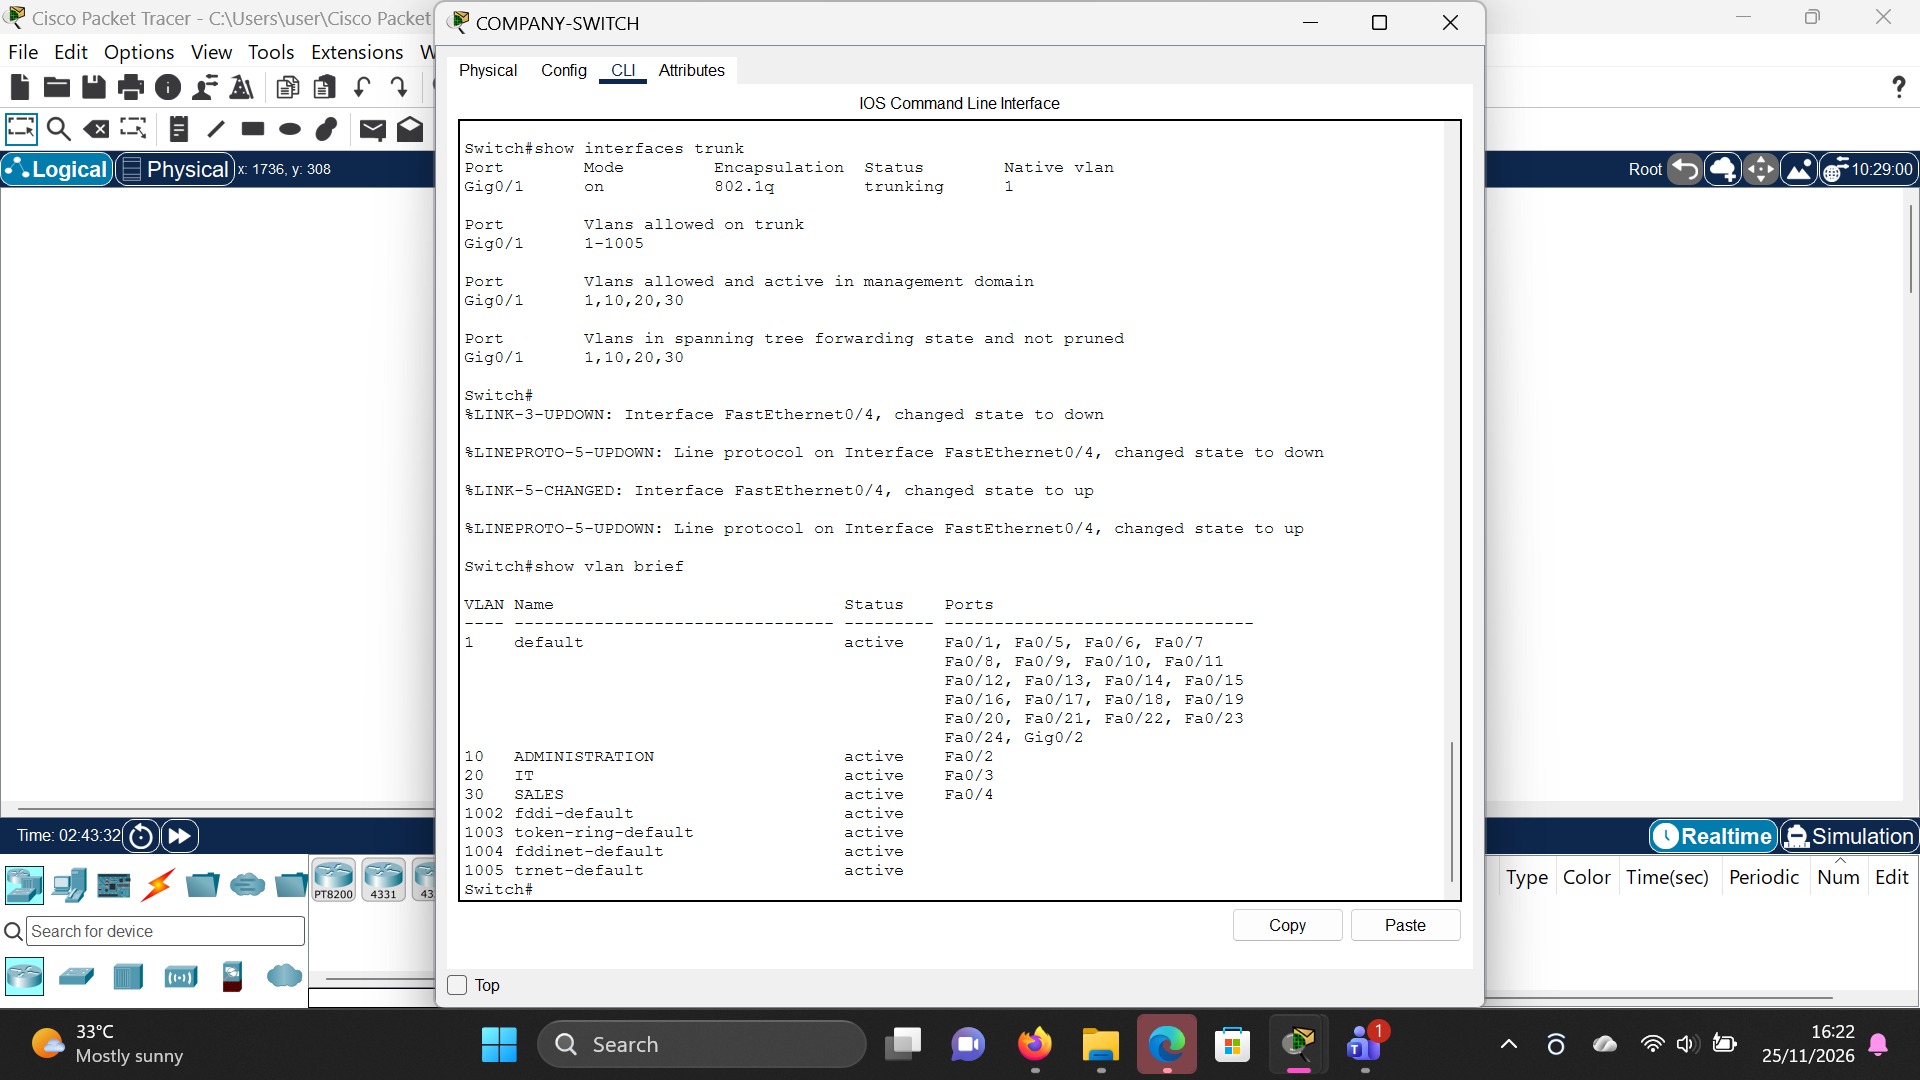 Cisco Packet Tracer - C:\Users\user\Cisco Packet
COMPANY-SWITCH
File Edit Options View Tools Extensions W
Physical Config CLI Attributes
IOS Command Line Interface
Logical Physical x: 1736, y: 308
Root 10:29:00
Switch#show interfaces trunk
Port Mode Encapsulation Status Native vlan
Gig0/1 on 802.1q trunking 1
Port Vlans allowed on trunk
Gig0/1 1-1005
Port Vlans allowed and active in management domain
Gig0/1 1,10,20,30
Port Vlans in spanning tree forwarding state and not pruned
Gig0/1 1,10,20,30
Switch#
%LINK-3-UPDOWN: Interface FastEthernet0/4, changed state to down
%LINEPROTO-5-UPDOWN: Line protocol on Interface FastEthernet0/4, changed state to down
%LINK-5-CHANGED: Interface FastEthernet0/4, changed state to up
%LINEPROTO-5-UPDOWN: Line protocol on Interface FastEthernet0/4, changed state to up
Switch#show vlan brief
VLAN Name Status Ports
---- -------------------------------- --------- -------------------------------
1 default active Fa0/1, Fa0/5, Fa0/6, Fa0/7
Fa0/8, Fa0/9, Fa0/10, Fa0/11
Fa0/12, Fa0/13, Fa0/14, Fa0/15
Fa0/16, Fa0/17, Fa0/18, Fa0/19
Fa0/20, Fa0/21, Fa0/22, Fa0/23
Fa0/24, Gig0/2
10 ADMINISTRATION active Fa0/2
20 IT active Fa0/3
30 SALES active Fa0/4
1002 fddi-default active
1003 token-ring-default active
1004 fddinet-default active
1005 trnet-default active
Switch#
Copy Paste
Top
Time: 02:43:32
Realtime Simulation
PT8200 4331 43
Search for device
Type Color Time(sec) Periodic Num Edit
33°C
Mostly sunny
Search
1
16:22
25/11/2026